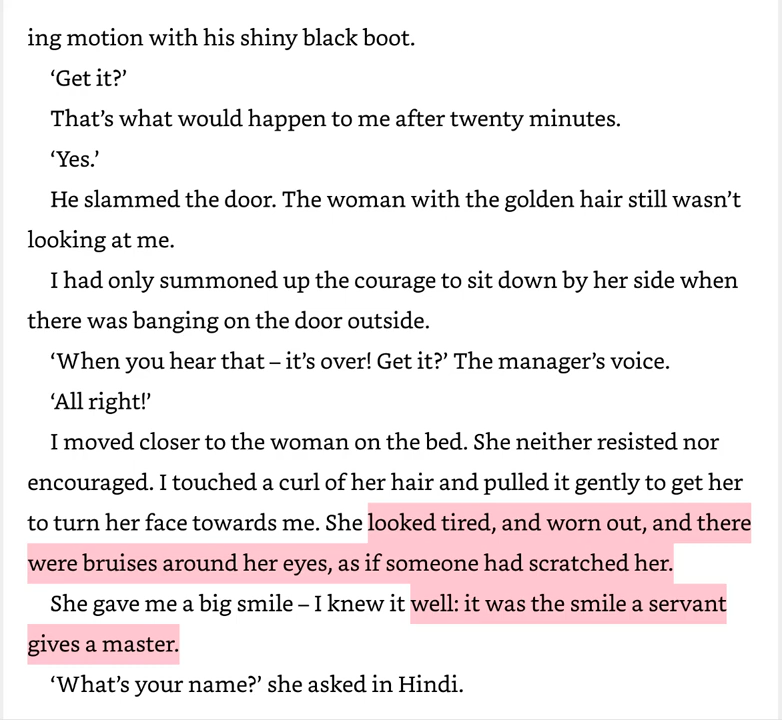 ing motion with his shiny black boot.
‘Get it?’
That’s what would happen to me after twenty minutes.
‘Yes.’
He slammed the door. The woman with the golden hair still wasn’t
looking at me.
I had only summoned up the courage to sit down by her side when
there was banging on the door outside.
‘When you hear that – it’s over! Get it?’ The manager’s voice.
‘All right!’
I moved closer to the woman on the bed. She neither resisted nor
encouraged. I touched a curl of her hair and pulled it gently to get her
to turn her face towards me. She looked tired, and worn out, and there
were bruises around her eyes, as if someone had scratched her.
She gave me a big smile – I knew it well: it was the smile a servant
gives a master.
‘What’s your name?’ she asked in Hindi.